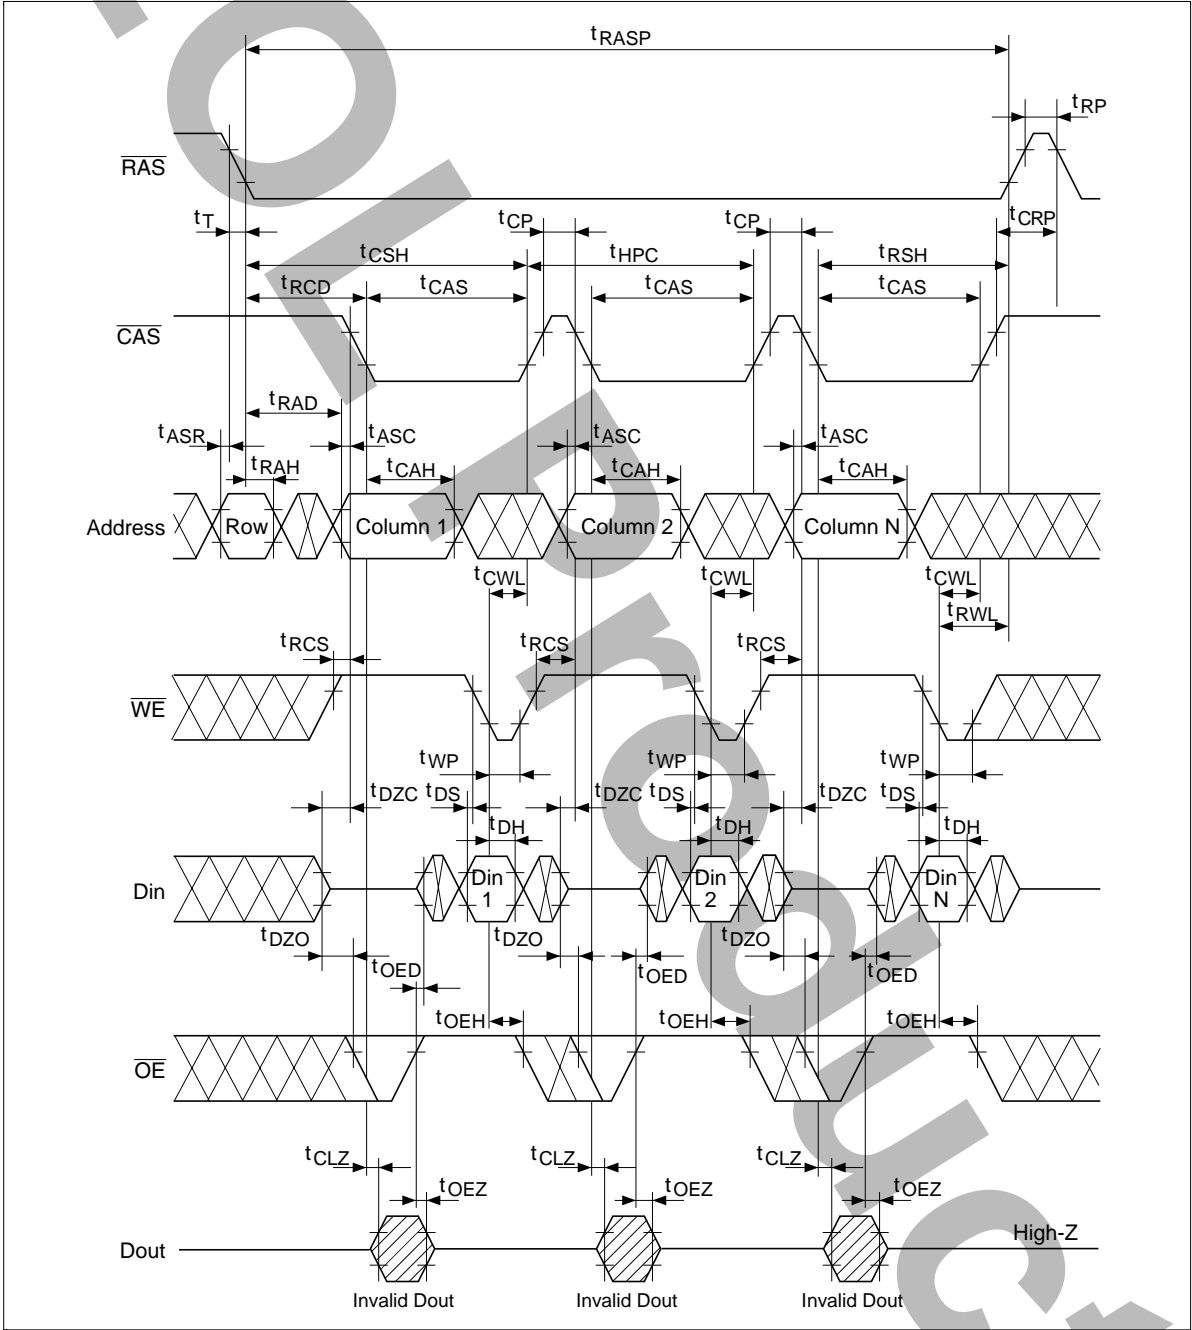 tRASP
tRP
RAS
tT tCP tCP tCRP
tCSH tHPC tRSH
tRCD tCAS tCAS tCAS
CAS
tRAD
tASR tASC tASC tASC
tRAH tCAH tCAH tCAH
Address Row Column 1 Column 2 Column N
tCWL tCWL tCWL
tRWL
tRCS tRCS tRCS
WE
tWP tWP tWP
tDZC tDS tDZC tDS tDZC tDS
tDH tDH tDH
Din Din 1 Din 2 Din N
tDZO tDZO tDZO
tOED tOED tOED
tOEH tOEH tOEH
OE
tCLZ tCLZ tCLZ
tOEZ tOEZ tOEZ
Dout High-Z
Invalid Dout Invalid Dout Invalid Dout
EOL Product